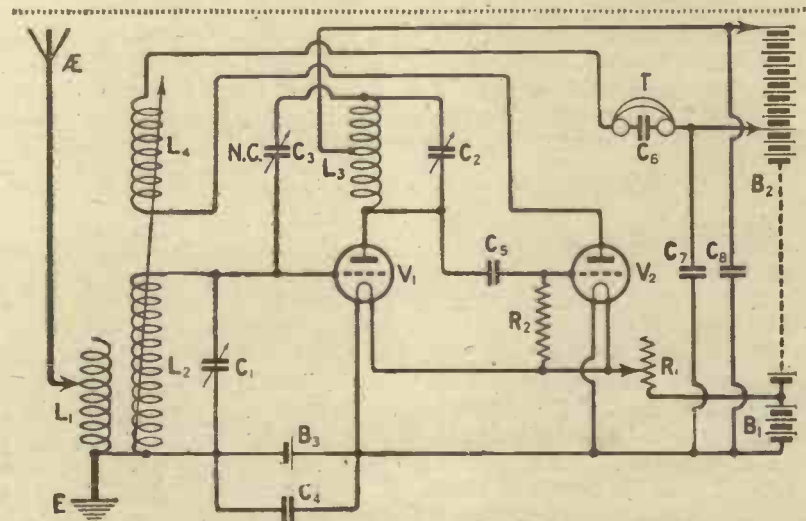 Æ
T
L₄
N.C.
C₃
L₃
C₂
C₆
B₂
V₁
C₅
V₂
C₇
C₈
L₂
C₁
R₂
R₁
L₁
B₃
B₁
C₄
E